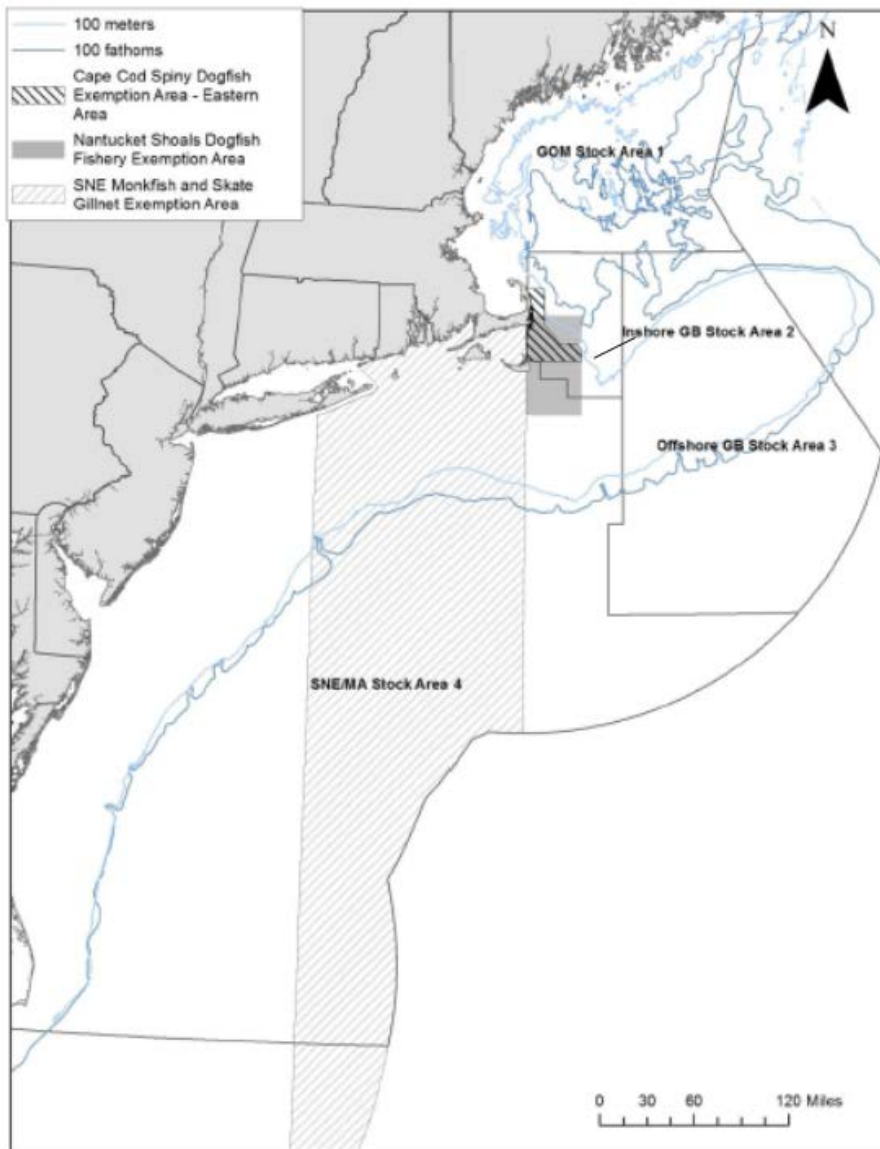 100 meters
100 fathoms
Cape Cod Spiny Dogfish
Exemption Area - Eastern
Area
Nantucket Shoals Dogfish
Fishery Exemption Area
SNE Monkfish and Skate
Gillnet Exemption Area
N
GOM Stock Area 1
Inshore GB Stock Area 2
Offshore GB Stock Area 3
SNE/MA Stock Area 4
0 30 60 120 Miles